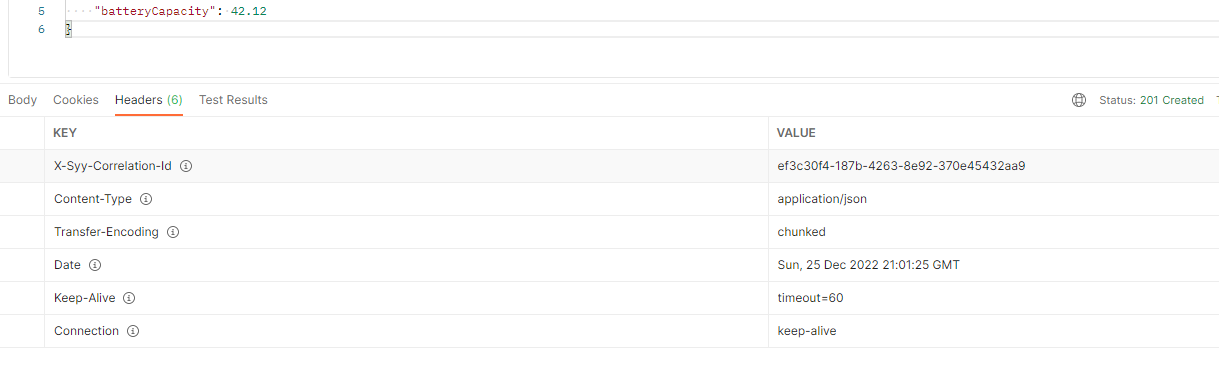 5 "batteryCapacity": 42.12
6 }
Body Cookies Headers (6) Test Results Status: 201 Created
KEY VALUE
X-Syy-Correlation-Id ef3c30f4-187b-4263-8e92-370e45432aa9
Content-Type application/json
Transfer-Encoding chunked
Date Sun, 25 Dec 2022 21:01:25 GMT
Keep-Alive timeout=60
Connection keep-alive